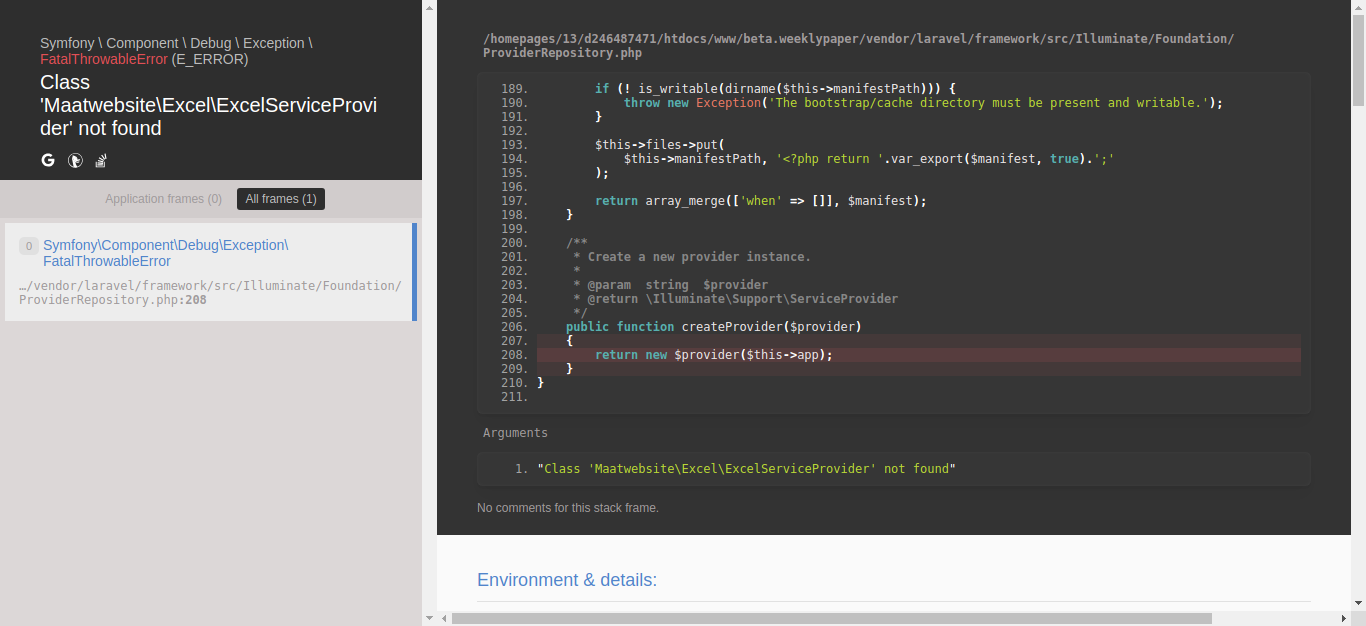 Symfony \ Component \ Debug \ Exception \
FatalThrowableError (E_ERROR)
Class
'Maatwebsite\Excel\ExcelServiceProvi
der' not found
Application frames (0) All frames (1)
0 Symfony\Component\Debug\Exception\
FatalThrowableError
…/vendor/laravel/framework/src/Illuminate/Foundation/
ProviderRepository.php:208
/homepages/13/d246487471/htdocs/www/beta.weeklypaper/vendor/laravel/framework/src/Illuminate/Foundation/
ProviderRepository.php
189.         if (! is_writable(dirname($this->manifestPath))) {
190.             throw new Exception('The bootstrap/cache directory must be present and writable.');
191.         }
192.
193.         $this->files->put(
194.             $this->manifestPath, '<?php return '.var_export($manifest, true).';'
195.         );
196.
197.         return array_merge(['when' => []], $manifest);
198.     }
199.
200.     /**
201.      * Create a new provider instance.
202.      *
203.      * @param  string  $provider
204.      * @return \Illuminate\Support\ServiceProvider
205.      */
206.     public function createProvider($provider)
207.     {
208.         return new $provider($this->app);
209.     }
210. }
211.
Arguments
1. "Class 'Maatwebsite\Excel\ExcelServiceProvider' not found"
No comments for this stack frame.
Environment & details: